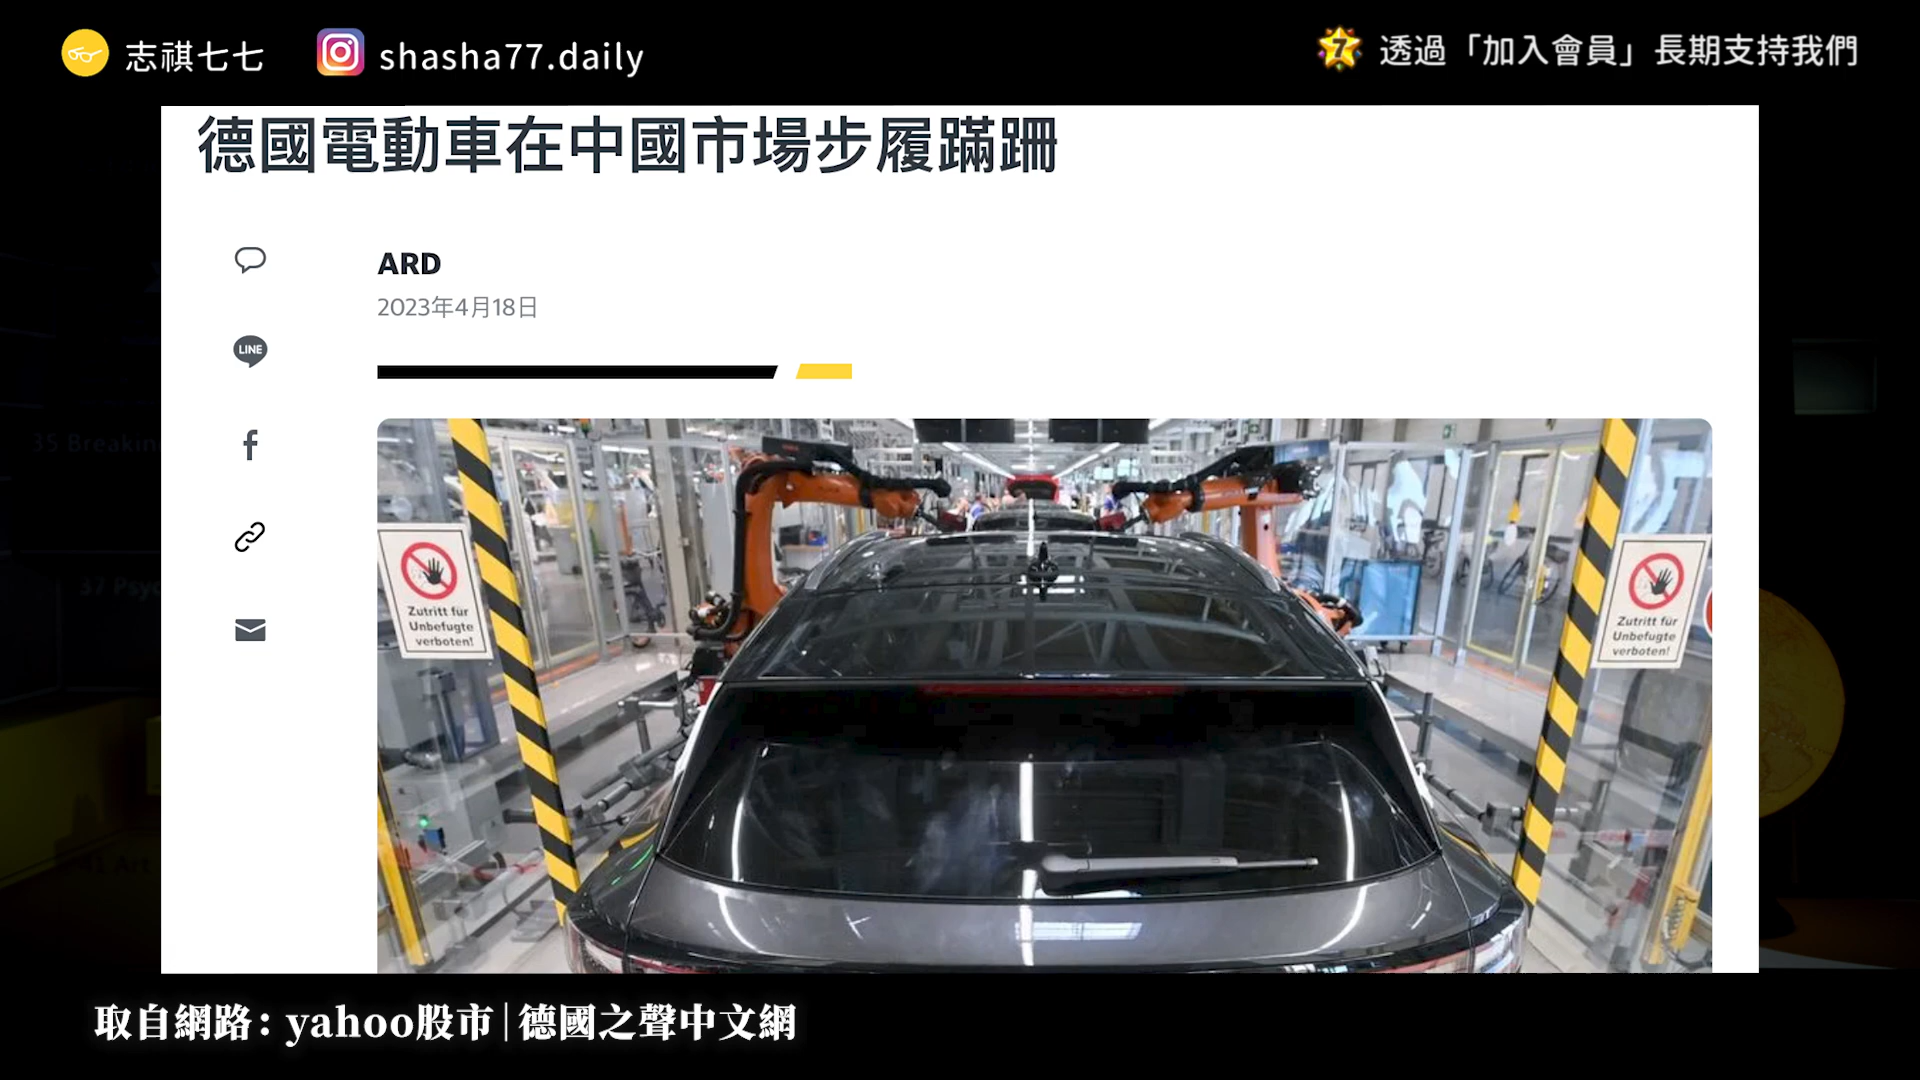 志祺七七
shasha77.daily
7
透過「加入會員」長期支持我們
德國電動車在中國市場步履蹣跚
ARD
2023年4月18日
LINE
Zutritt für
Unbefugte
verboten!
Zutritt für
Unbefugte
verboten!
取自網路：yahoo股市｜德國之聲中文網